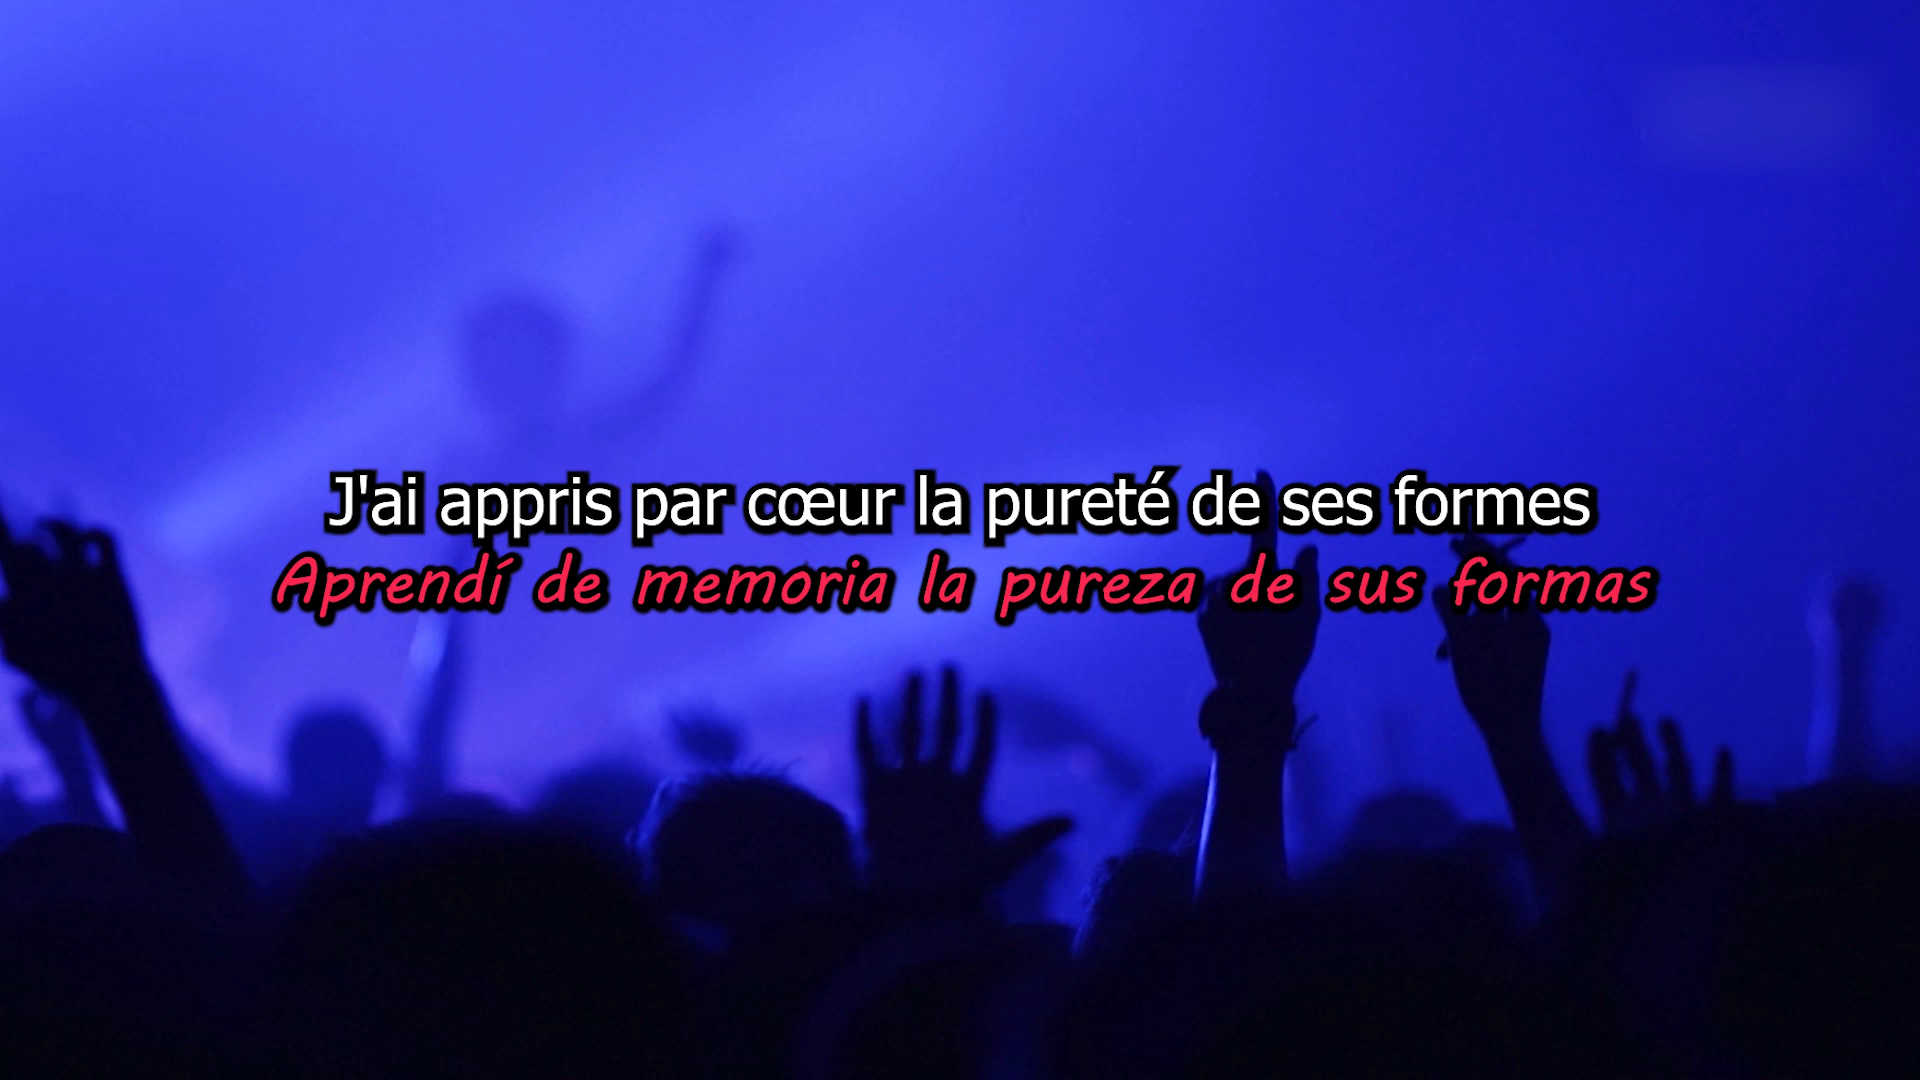 J'ai appris par cœur la pureté de ses formes
Aprendí de memoria la pureza de sus formas